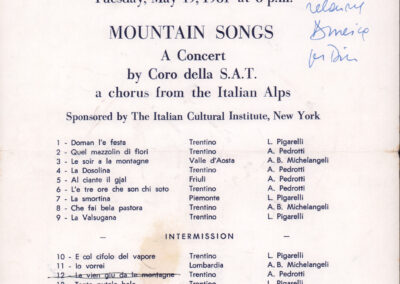 Tuesday, May 19, 1981 at 8 p.m.
MOUNTAIN SONGS
A Concert
by Coro della S.A.T.
a chorus from the Italian Alps
Sponsored by The Italian Cultural Institute, New York
1 - Doman l'e festa Trentino L. Pigarelli
2 - Quel mazzolin di fiori Trentino A. Pedrotti
3 - Le soir a la montagne Valle d'Aosta A. B. Michelangeli
4 - La Dosolina Trentino A. Pedrotti
5 - Al ciante il gjal Friuli A. Pedrotti
6 - L'e tre ore che son chi soto Trentino A. Pedrotti
7 - La smortina Piemonte L. Pigarelli
8 - Che fai bela pastora Trentino A. B. Michelangeli
9 - La Valsugana Trentino L. Pigarelli
INTERMISSION
10 - E col cifolo del vapore Trentino L. Pigarelli
11 - Io vorrei Lombardia A. B. Michelangeli
12 - La vien giu da le montagne Trentino A. Pedrotti